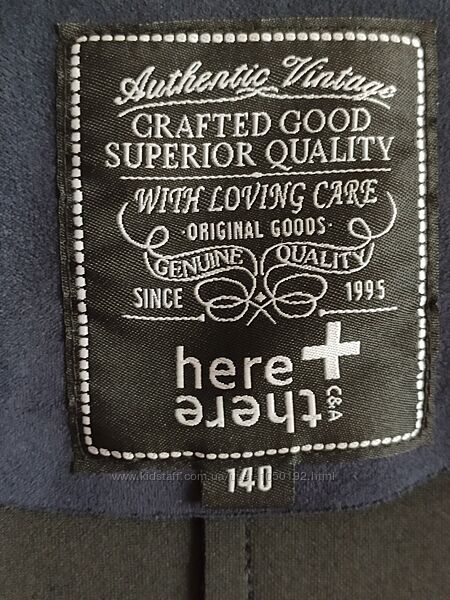 Authentic Vintage
CRAFTED GOOD
SUPERIOR QUALITY
WITH LOVING CARE
·ORIGINAL GOODS·
GENUINE QUALITY
SINCE 1995
here+
there C&A
140